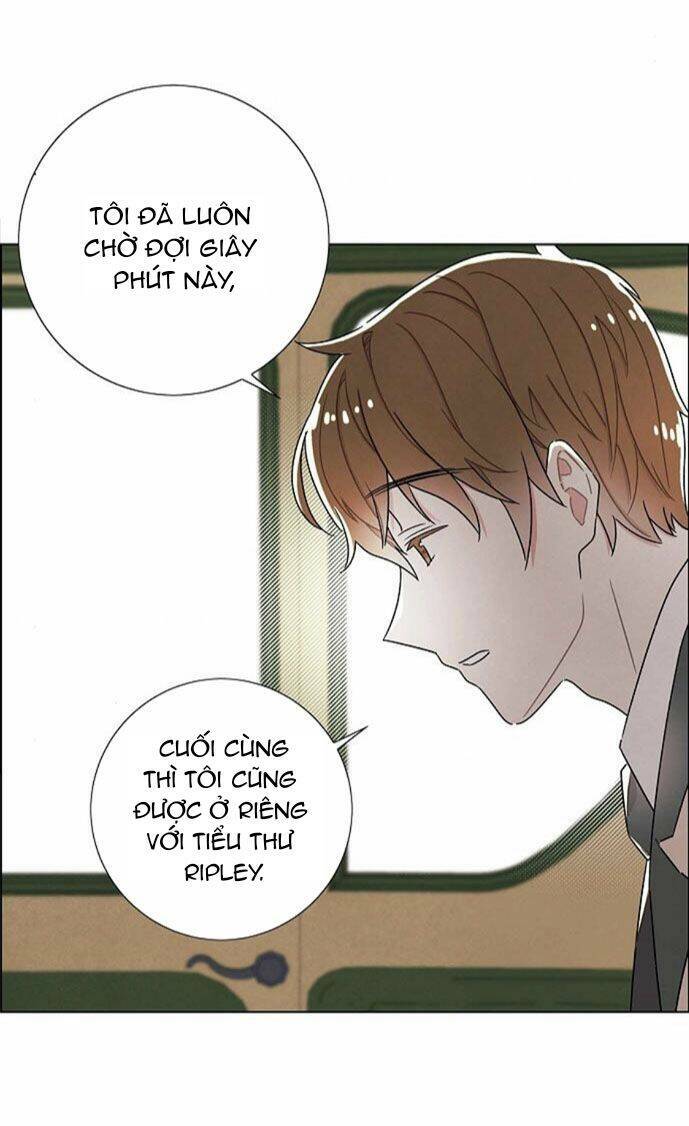 TÔI ĐÃ LUÔN
CHỜ ĐỢI GIÂY
PHÚT NÀY,
CUỐI CÙNG
THÌ TÔI CŨNG
ĐƯỢC Ở RIÊNG
VỚI TIỂU THƯ
RIPLEY.